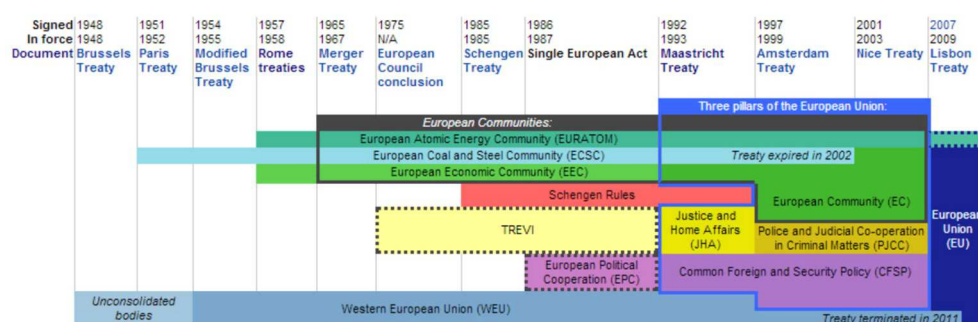 Signed 1948 1951 1954 1957 1965 1975 1985 1986 1992 1997 2001 2007
In force 1948 1952 1955 1958 1967 N/A 1985 1987 1993 1999 2003 2009
Document Brussels Paris Modified Rome Merger European Schengen Single European Act Maastricht Amsterdam Nice Treaty Lisbon
Treaty Treaty Brussels treaties Treaty Council Treaty Treaty Treaty Treaty
Treaty conclusion
Three pillars of the European Union:
European Communities:
European Atomic Energy Community (EURATOM)
European Coal and Steel Community (ECSC) Treaty expired in 2002
European Economic Community (EEC)
Schengen Rules European Community (EC)
TREVI
Justice and
Home Affairs
(JHA)
Police and Judicial Co-operation
in Criminal Matters (PJCC)
European
Union
(EU)
European Political
Cooperation (EPC)
Common Foreign and Security Policy (CFSP)
Unconsolidated
bodies
Western European Union (WEU)
Treaty terminated in 2011